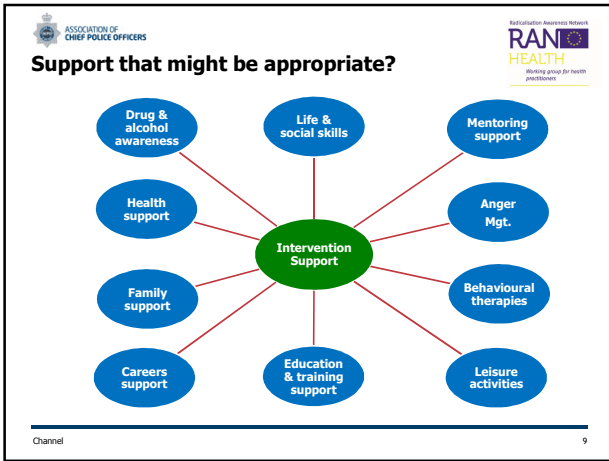 ASSOCIATION OF
CHIEF POLICE OFFICERS
Radicalisation Awareness Network
RAN
HEALTH
Working group for health
practitioners
Support that might be appropriate?
Drug &
alcohol
awareness
Life &
social skills
Mentoring
support
Health
support
Anger
Mgt.
Intervention
Support
Family
support
Behavioural
therapies
Careers
support
Education
& training
support
Leisure
activities
Channel
9